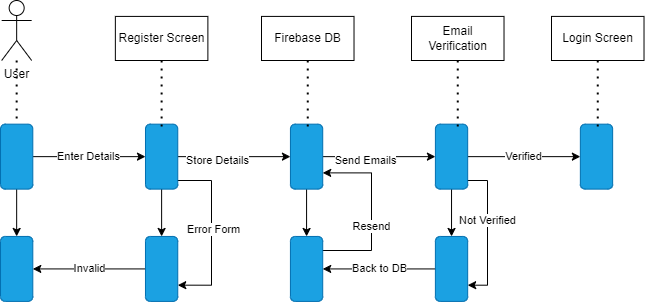 User
Register Screen
Firebase DB
Email
Verification
Login Screen
Enter Details
Store Details
Send Emails
Verified
Error Form
Resend
Not Verified
Invalid
Back to DB